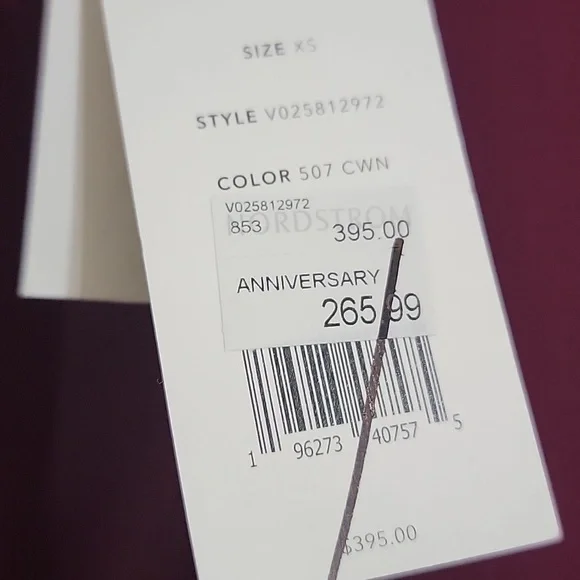 SIZE XS
STYLE V025812972
COLOR 507 CWN
V025812972
NORDSTROM
853
395.00
ANNIVERSARY
265.99
1 96273 40757 5
$395.00